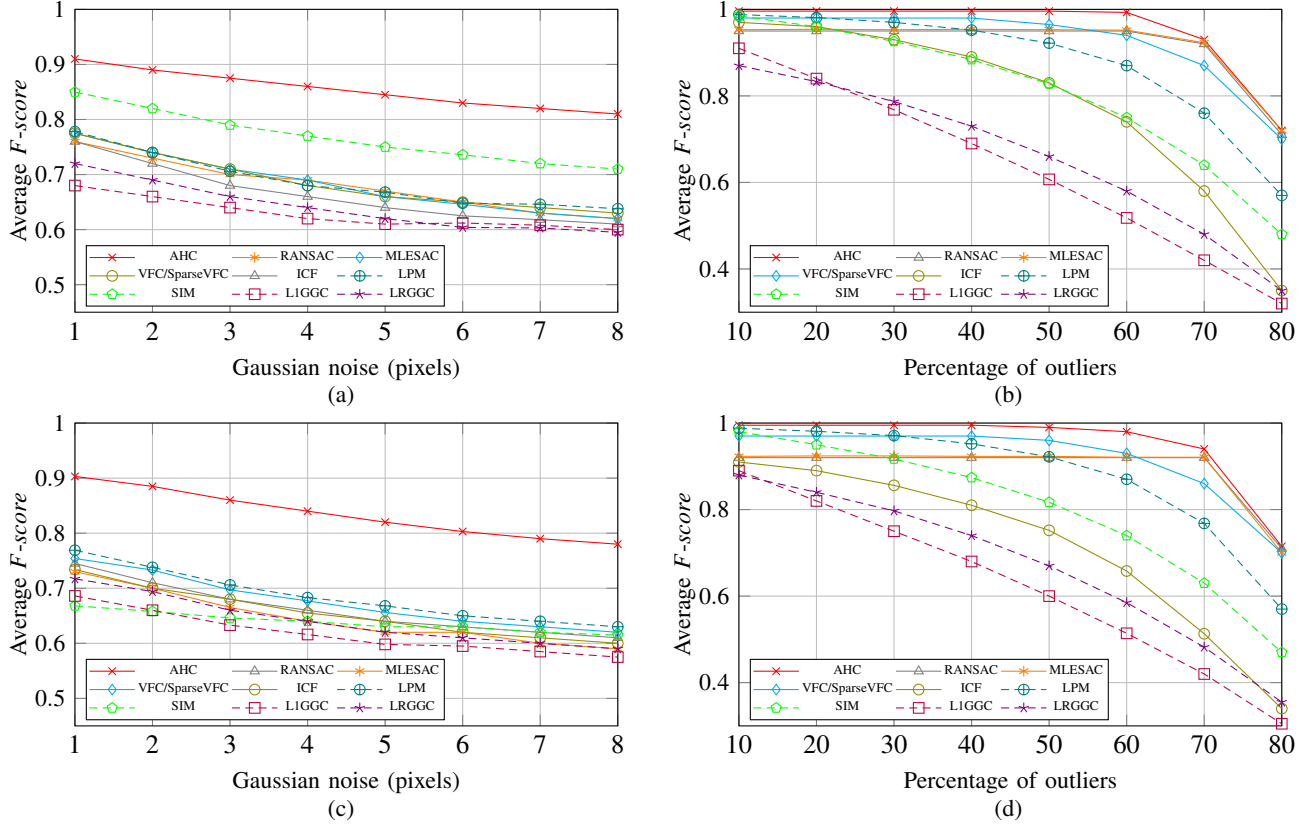 1
0.9
0.8
0.7
0.6
0.5
Average F-score
AHC RANSAC MLESAC
VFC/SparseVFC ICF LPM
SIM L1GGC LRGGC
1 2 3 4 5 6 7 8
Gaussian noise (pixels)
(a)
1
0.8
0.6
0.4
Average F-score
AHC RANSAC MLESAC
VFC/SparseVFC ICF LPM
SIM L1GGC LRGGC
10 20 30 40 50 60 70 80
Percentage of outliers
(b)
1
0.9
0.8
0.7
0.6
0.5
Average F-score
AHC RANSAC MLESAC
VFC/SparseVFC ICF LPM
SIM L1GGC LRGGC
1 2 3 4 5 6 7 8
Gaussian noise (pixels)
(c)
1
0.8
0.6
0.4
Average F-score
AHC RANSAC MLESAC
VFC/SparseVFC ICF LPM
SIM L1GGC LRGGC
10 20 30 40 50 60 70 80
Percentage of outliers
(d)